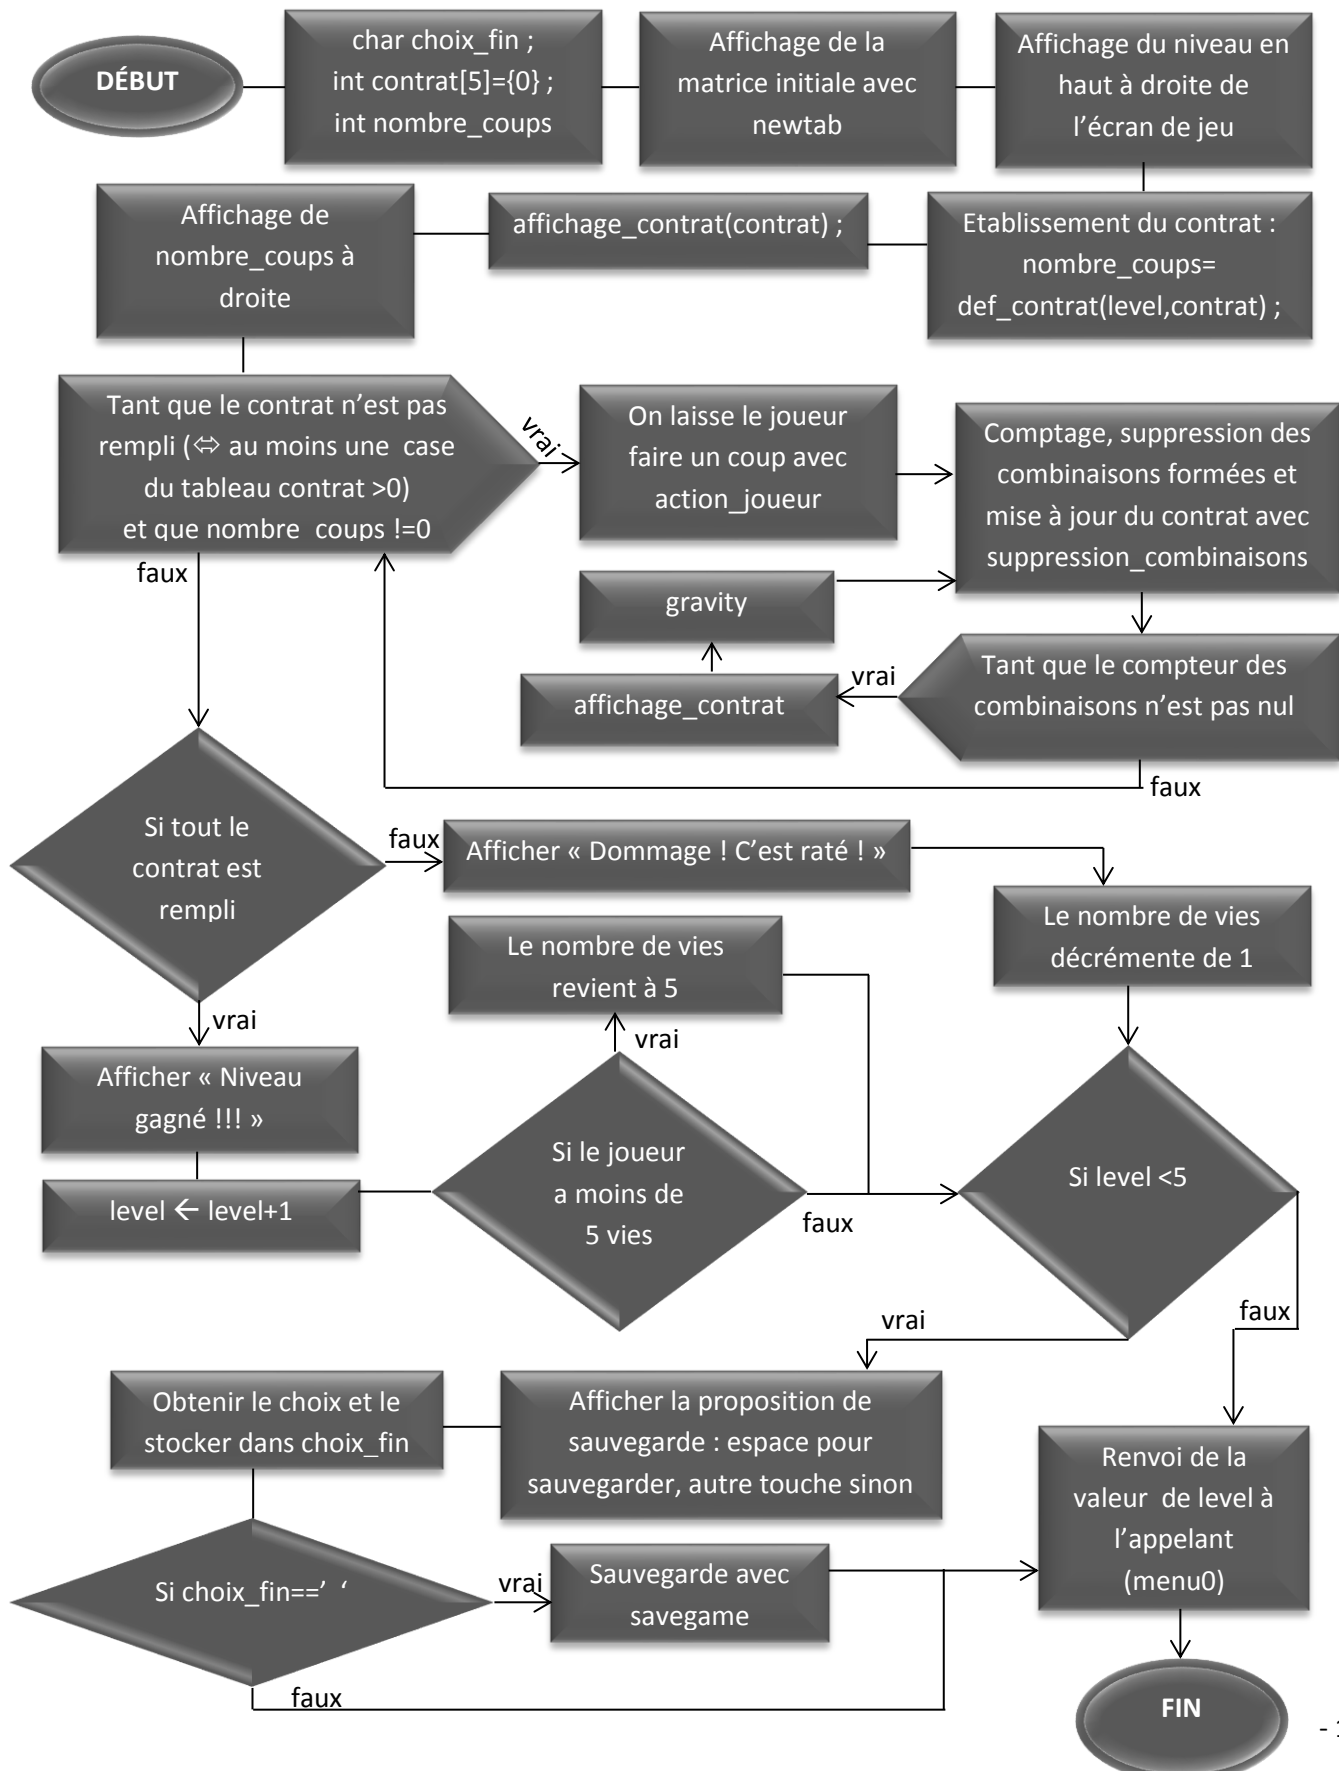 DÉBUT
char choix_fin ;
int contrat[5]={0} ;
int nombre_coups
Affichage de la
matrice initiale avec
newtab
Affichage du niveau en
haut à droite de
l’écran de jeu
Etablissement du contrat :
nombre_coups=
def_contrat(level,contrat) ;
affichage_contrat(contrat) ;
Affichage de
nombre_coups à
droite
Tant que le contrat n’est pas
rempli (⇔ au moins une case
du tableau contrat >0)
et que nombre_coups !=0
vrai
On laisse le joueur
faire un coup avec
action_joueur
Comptage, suppression des
combinaisons formées et
mise à jour du contrat avec
suppression_combinaisons
faux
gravity
Tant que le compteur des
combinaisons n’est pas nul
vrai
affichage_contrat
faux
Si tout le
contrat est
rempli
faux
Afficher « Dommage ! C’est raté ! »
Le nombre de vies
décrémente de 1
Le nombre de vies
revient à 5
vrai
vrai
Afficher « Niveau
gagné !!! »
level ← level+1
Si le joueur
a moins de
5 vies
faux
Si level <5
vrai
faux
Afficher la proposition de
sauvegarde : espace pour
sauvegarder, autre touche sinon
Obtenir le choix et le
stocker dans choix_fin
Si choix_fin==’ ‘
vrai
Sauvegarde avec
savegame
faux
Renvoi de la
valeur de level à
l’appelant
(menu0)
FIN
- 1